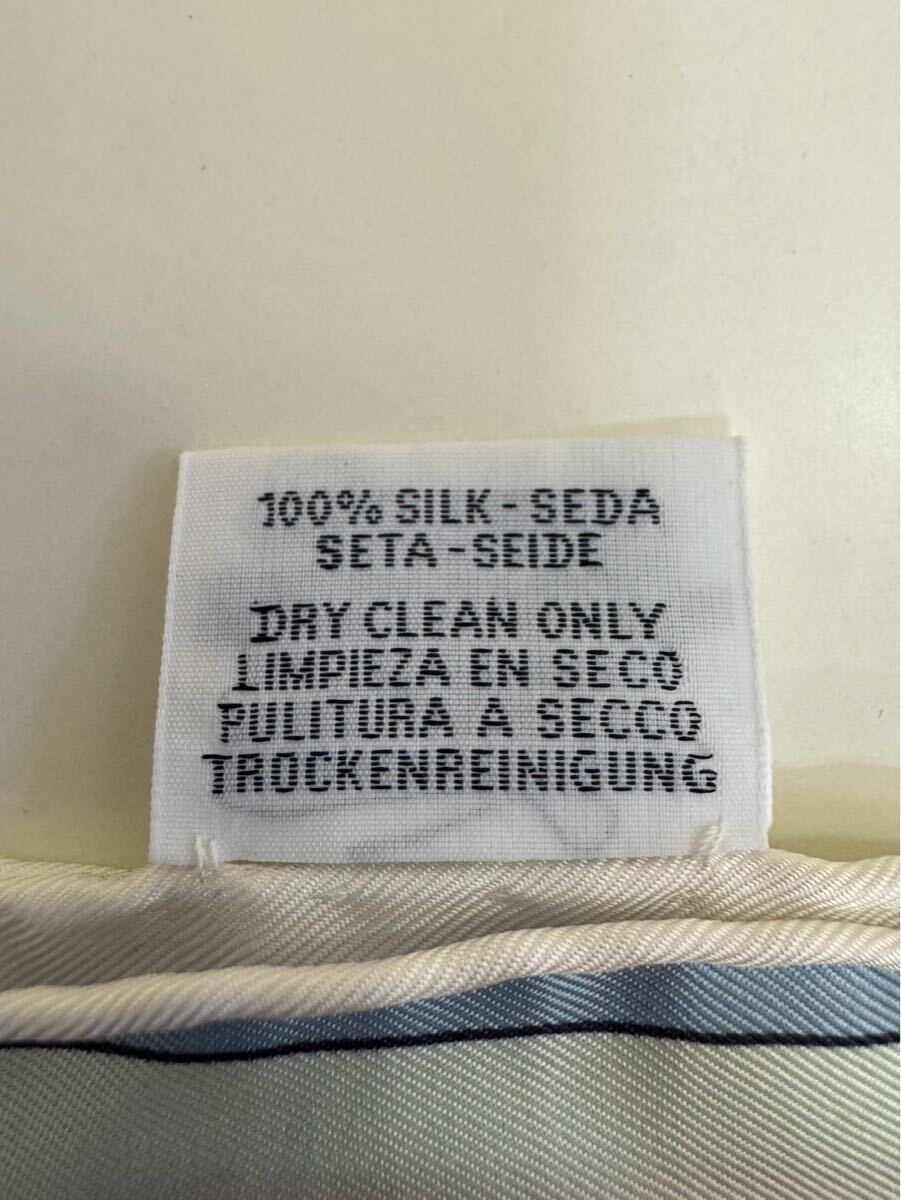 100% SILK - SEDA
SETA - SEIDE
DRY CLEAN ONLY
LIMPIEZA EN SECO
PULITURA A SECCO
TROCKENREINIGUNG